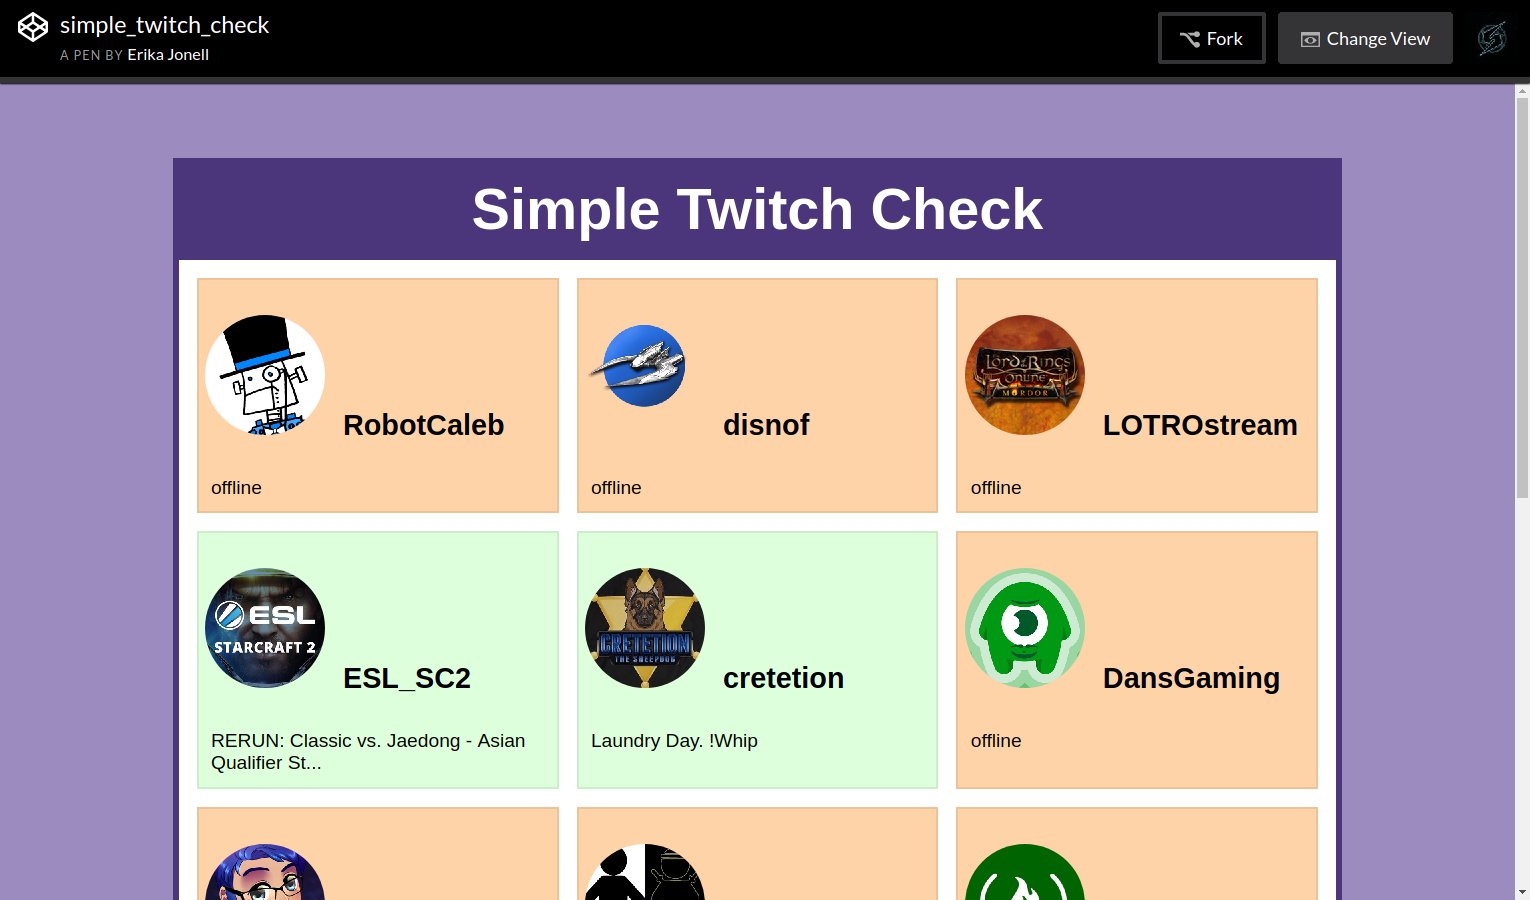 simple_twitch_check
A PEN BY Erika Jonell
Fork
Change View
Simple Twitch Check
Lord of the Rings
Online
MORDOR
RobotCaleb
disnof
LOTROstream
offline
offline
offline
ESL
STARCRAFT 2
CRETETION
THE SHEEPDOG
ESL_SC2
cretetion
DansGaming
RERUN: Classic vs. Jaedong - Asian
Qualifier St...
Laundry Day. !Whip
offline